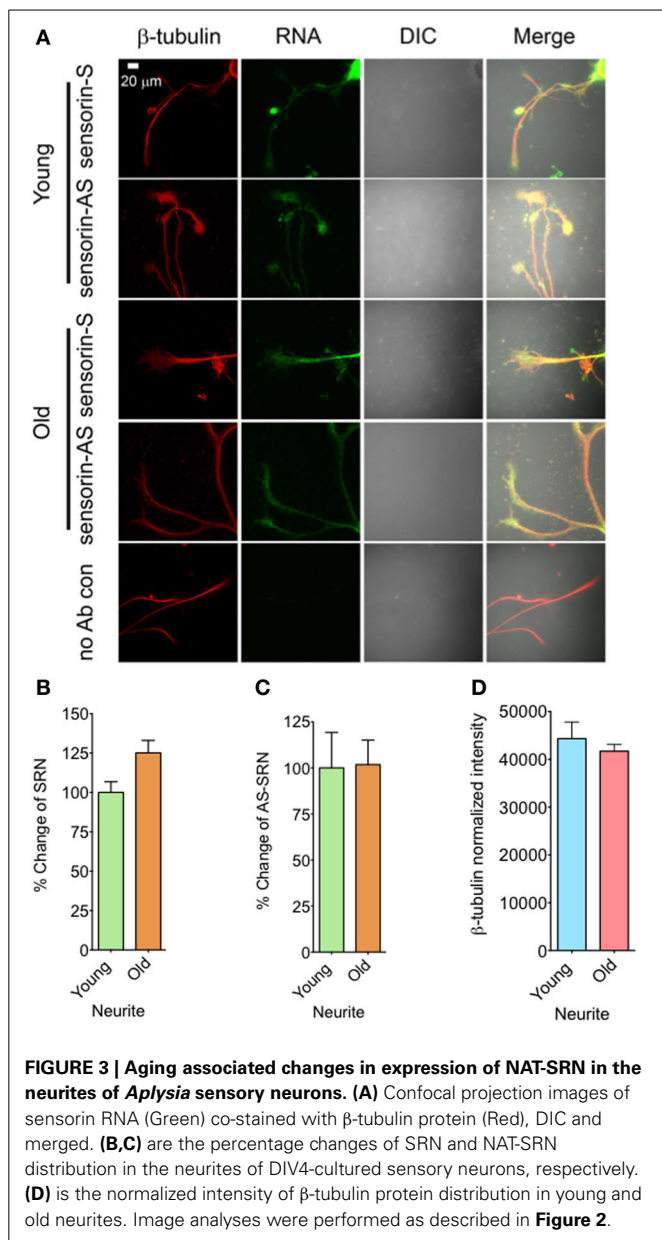 A
β-tubulin RNA DIC Merge
20 μm
Young
sensorin-S
sensorin-AS
Old
sensorin-S
sensorin-AS
no Ab con
B
% Change of SRN
150
125
100
75
50
25
0
Young Old
Neurite
C
% Change of AS-SRN
125
100
75
50
25
0
Young Old
Neurite
D
β-tubulin normalized intensity
50000
40000
30000
20000
10000
0
Young Old
Neurite
FIGURE 3 | Aging associated changes in expression of NAT-SRN in the
neurites of Aplysia sensory neurons. (A) Confocal projection images of
sensorin RNA (Green) co-stained with β-tubulin protein (Red), DIC and
merged. (B,C) are the percentage changes of SRN and NAT-SRN
distribution in the neurites of DIV4-cultured sensory neurons, respectively.
(D) is the normalized intensity of β-tubulin protein distribution in young and
old neurites. Image analyses were performed as described in Figure 2.